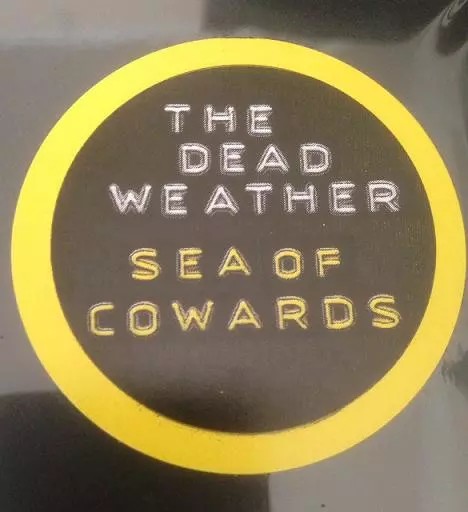 THE
DEAD
WEATHER
SEA OF
COWARDS